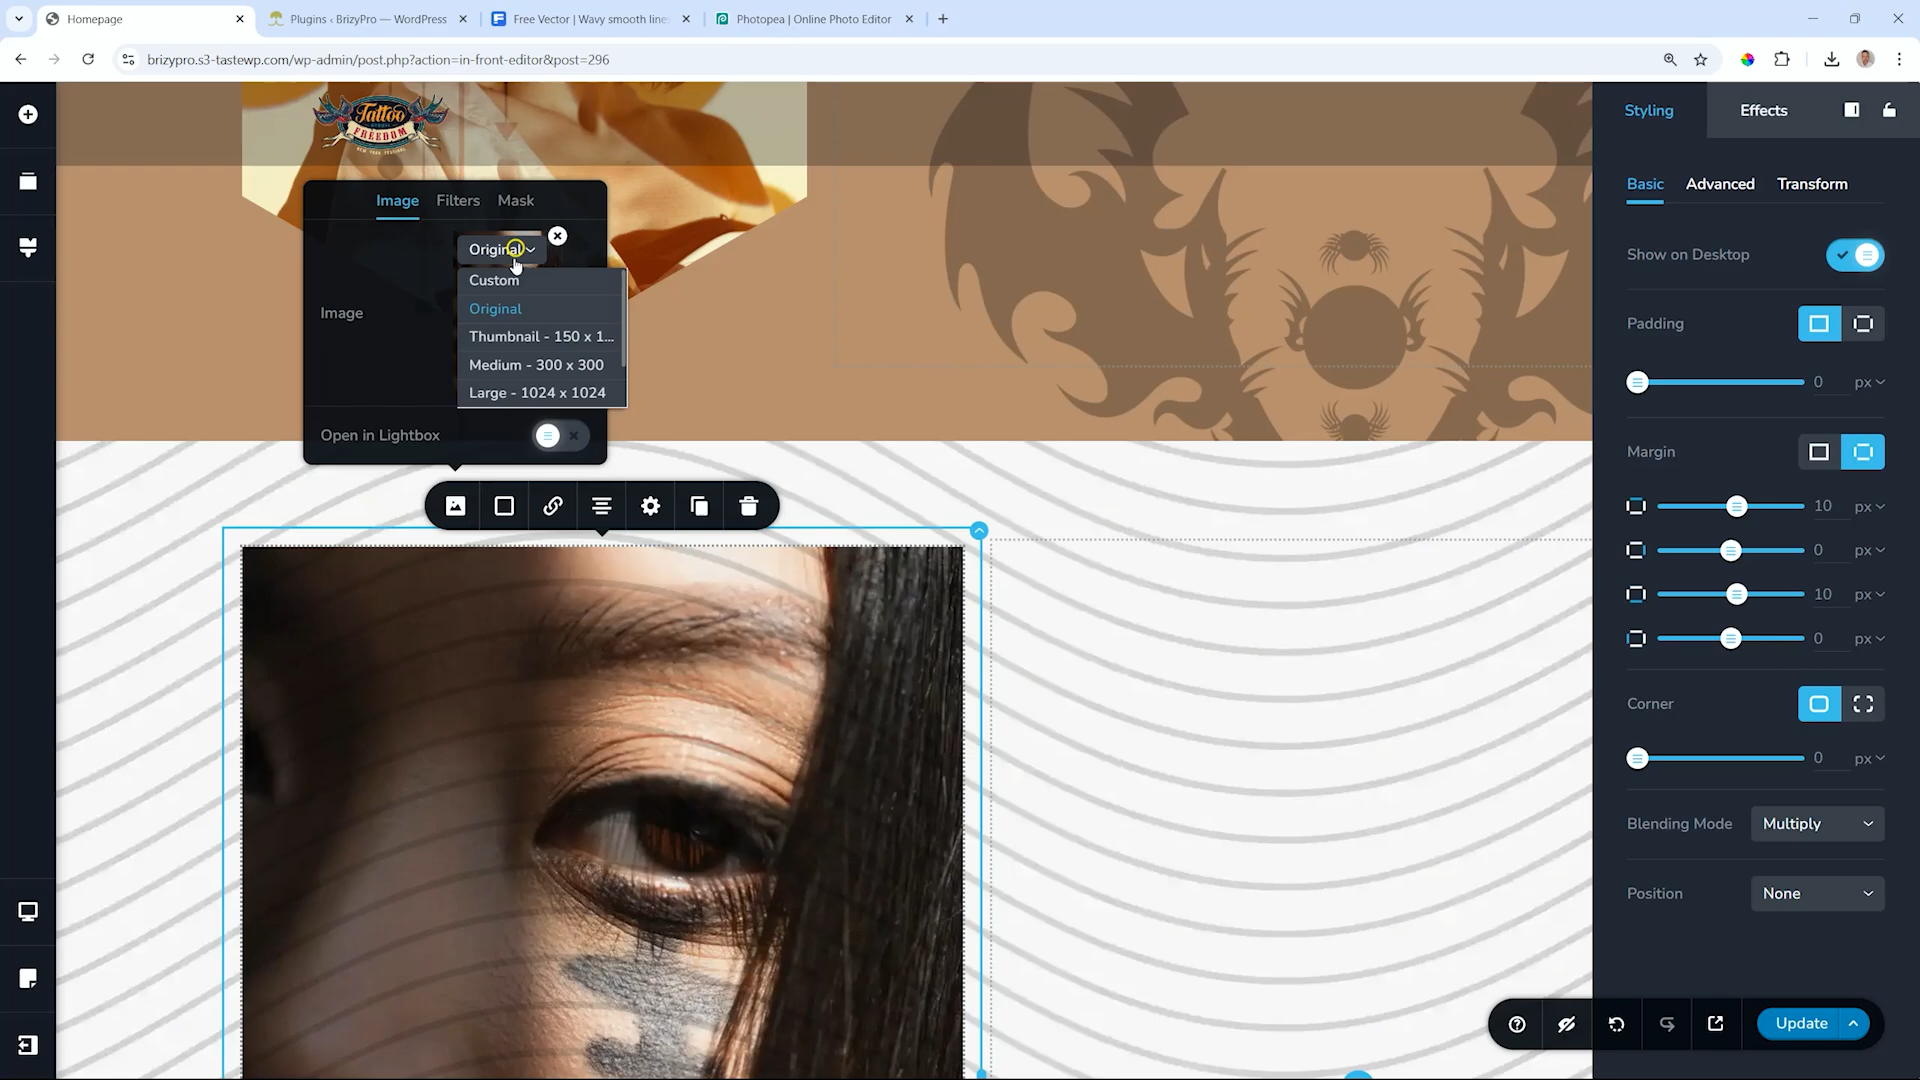 Homepage
Plugins ‹ BrizyPro — WordPress
Free Vector | Wavy smooth line
Photopea | Online Photo Editor
brizypro.s3-tastewp.com/wp-admin/post.php?action=in-front-editor&post=296
Tattoo
FREEDOM
Image
Filters
Mask
Original
Custom
Original
Thumbnail - 150 x 1...
Medium - 300 x 300
Large - 1024 x 1024
Image
Open in Lightbox
Styling
Effects
Basic
Advanced
Transform
Show on Desktop
Padding
0 px
Margin
10 px
0 px
10 px
0 px
Corner
0 px
Blending Mode
Multiply
Position
None
Update